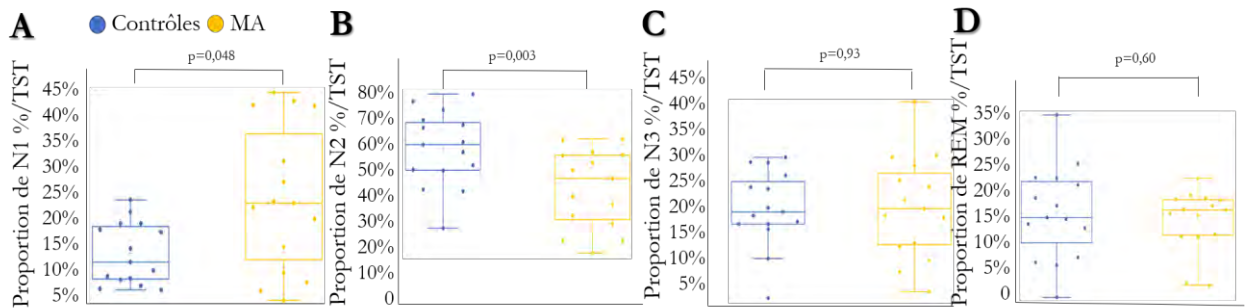 A
Contrôles
MA
p=0,048
Proportion de N1 %/TST
45%
40%
35%
30%
25%
20%
15%
10%
5%
B
p=0,003
Proportion de N2 %/TST
80%
70%
60%
50%
40%
30%
20%
10%
0
C
p=0,93
Proportion de N3 %/TST
45%
40%
35%
30%
25%
20%
15%
10%
5%
0
D
p=0,60
Proportion de REM %/TST
35%
30%
25%
20%
15%
10%
5%
0